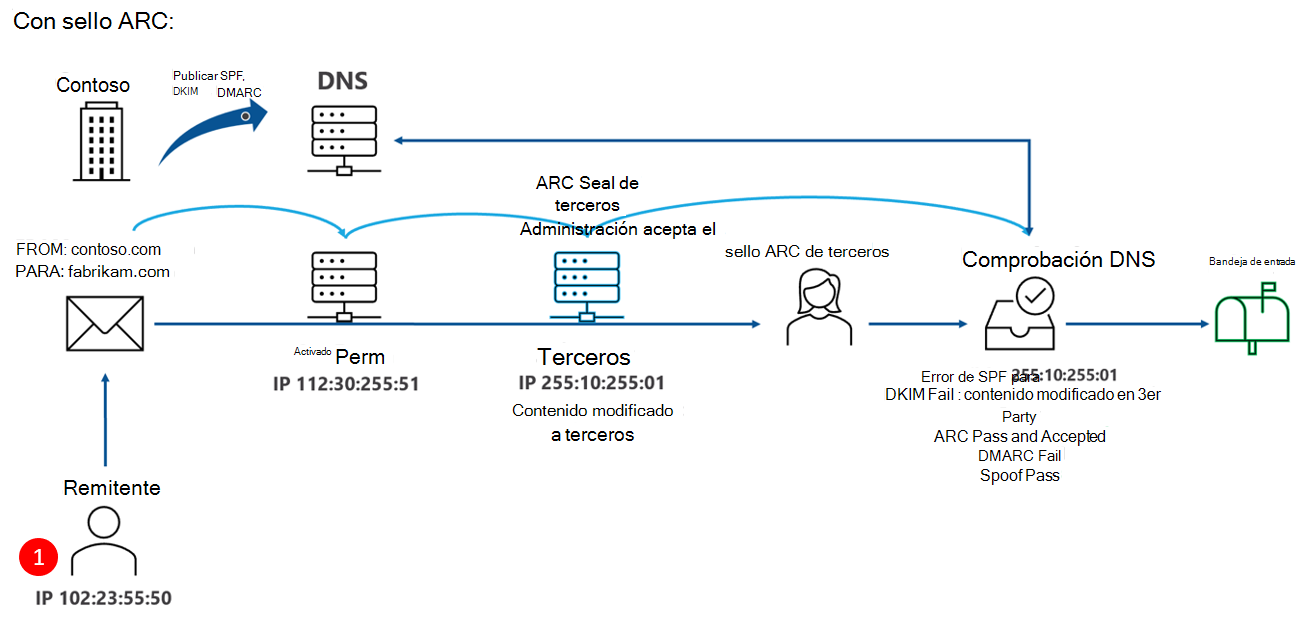 Con sello ARC:
Contoso
Publicar SPF,
DKIM DMARC
DNS
ARC Seal de
terceros
Administración acepta el
sello ARC de terceros
FROM: contoso.com
PARA: fabrikam.com
Comprobación DNS
Bandeja de entrada
Activado Perm
IP 112:30:255:51
Terceros
IP 255:10:255:01
Contenido modificado
a terceros
Error de SPF para 255:10:255:01
DKIM Fail : contenido modificado en 3er
Party
ARC Pass and Accepted
DMARC Fail
Spoof Pass
Remitente
1
IP 102:23:55:50